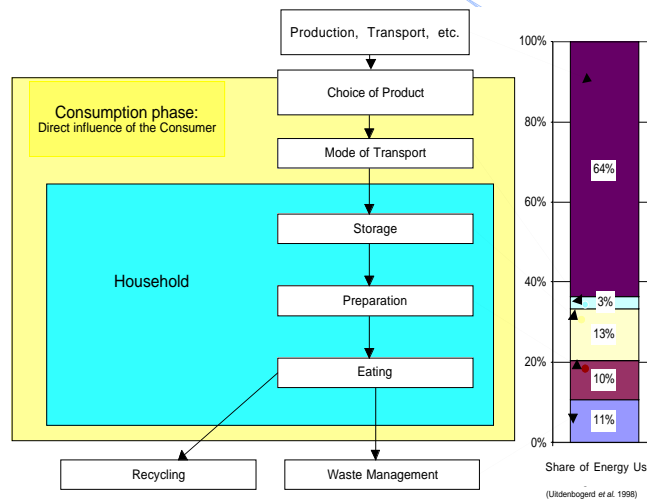 Production, Transport, etc.
Choice of Product
Consumption phase:
Direct influence of the Consumer
Mode of Transport
Household
Storage
Preparation
Eating
Recycling
Waste Management
100%
80%
60%
40%
20%
0%
64%
3%
13%
10%
11%
Share of Energy Us
(Uitdenbogerd et al. 1998)